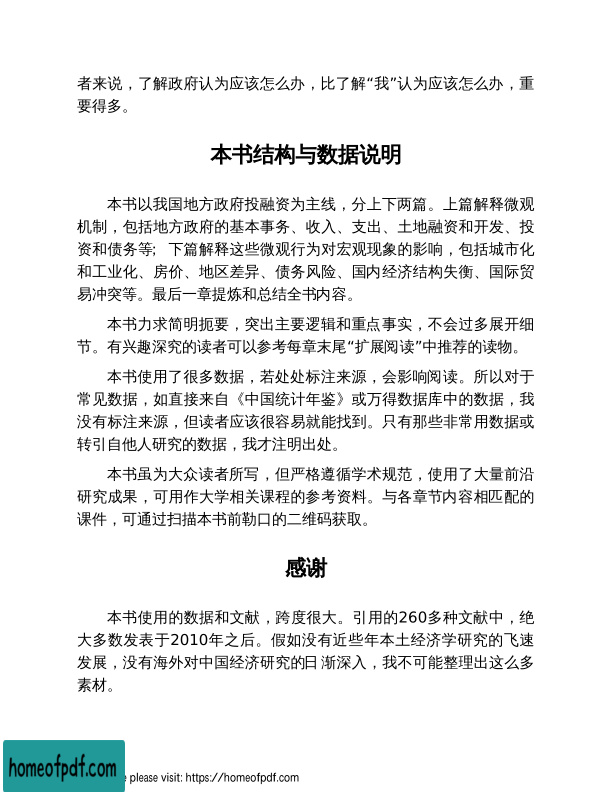 者来说，了解政府认为应该怎么办，比了解“我”认为应该怎么办，重
要得多。
本书结构与数据说明
本书以我国地方政府投融资为主线，分上下两篇。上篇解释微观
机制，包括地方政府的基本事务、收入、支出、土地融资和开发、投
资和债务等；下篇解释这些微观行为对宏观现象的影响，包括城市化
和工业化、房价、地区差异、债务风险、国内经济结构失衡、国际贸
易冲突等。最后一章提炼和总结全书内容。
本书力求简明扼要，突出主要逻辑和重点事实，不会过多展开细
节。有兴趣深究的读者可以参考每章末尾“扩展阅读”中推荐的读物。
本书使用了很多数据，若处处标注来源，会影响阅读。所以对于
常见数据，如直接来自《中国统计年鉴》或万得数据库中的数据，我
没有标注来源，但读者应该很容易就能找到。只有那些非常用数据或
转引自他人研究的数据，我才注明出处。
本书虽为大众读者所写，但严格遵循学术规范，使用了大量前沿
研究成果，可用作大学相关课程的参考资料。与各章节内容相匹配的
课件，可通过扫描本书前勒口的二维码获取。
感谢
本书使用的数据和文献，跨度很大。引用的260多种文献中，绝
大多数发表于2010年之后。假如没有近些年本土经济学研究的飞速
发展，没有海外对中国经济研究的日渐深入，我不可能整理出这么多
素材。
homeofpdf.com
please visit: https://homeofpdf.com